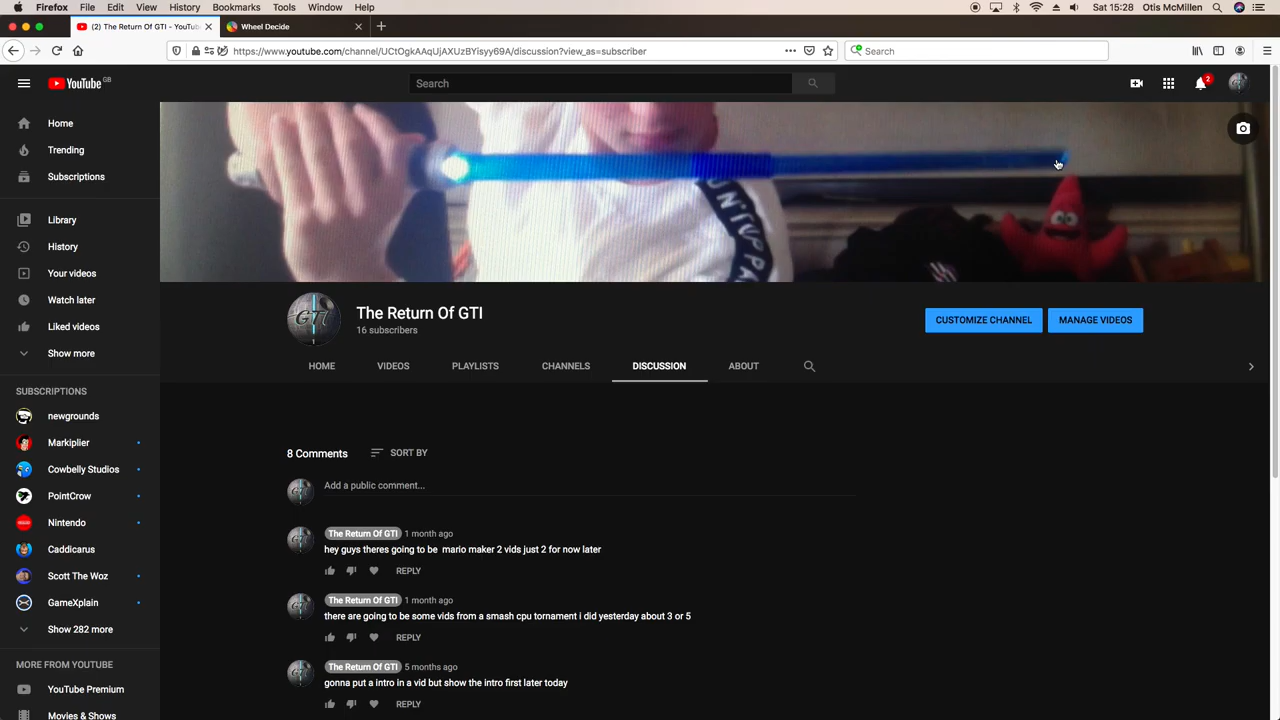 Firefox File Edit View History Bookmarks Tools Window Help Sat 15:28 Otis McMillen
(2) The Return Of GTI - YouTub Wheel Decide
https://www.youtube.com/channel/UCtOgkAAqUjAXUzBYisyy69A/discussion?view_as=subscriber Search
YouTube GB Search 2
Home
Trending
Subscriptions
Library
History
Your videos
Watch later
Liked videos
Show more
SUBSCRIPTIONS
newgrounds
Markiplier
Cowbelly Studios
PointCrow
Nintendo
Caddicarus
Scott The Woz
GameXplain
Show 282 more
MORE FROM YOUTUBE
YouTube Premium
Movies & Shows
GTI
The Return Of GTI
16 subscribers
CUSTOMIZE CHANNEL MANAGE VIDEOS
HOME VIDEOS PLAYLISTS CHANNELS DISCUSSION ABOUT
8 Comments SORT BY
Add a public comment...
The Return Of GTI 1 month ago
hey guys theres going to be mario maker 2 vids just 2 for now later
REPLY
The Return Of GTI 1 month ago
there are going to be some vids from a smash cpu tornament i did yesterday about 3 or 5
REPLY
The Return Of GTI 5 months ago
gonna put a intro in a vid but show the intro first later today
REPLY